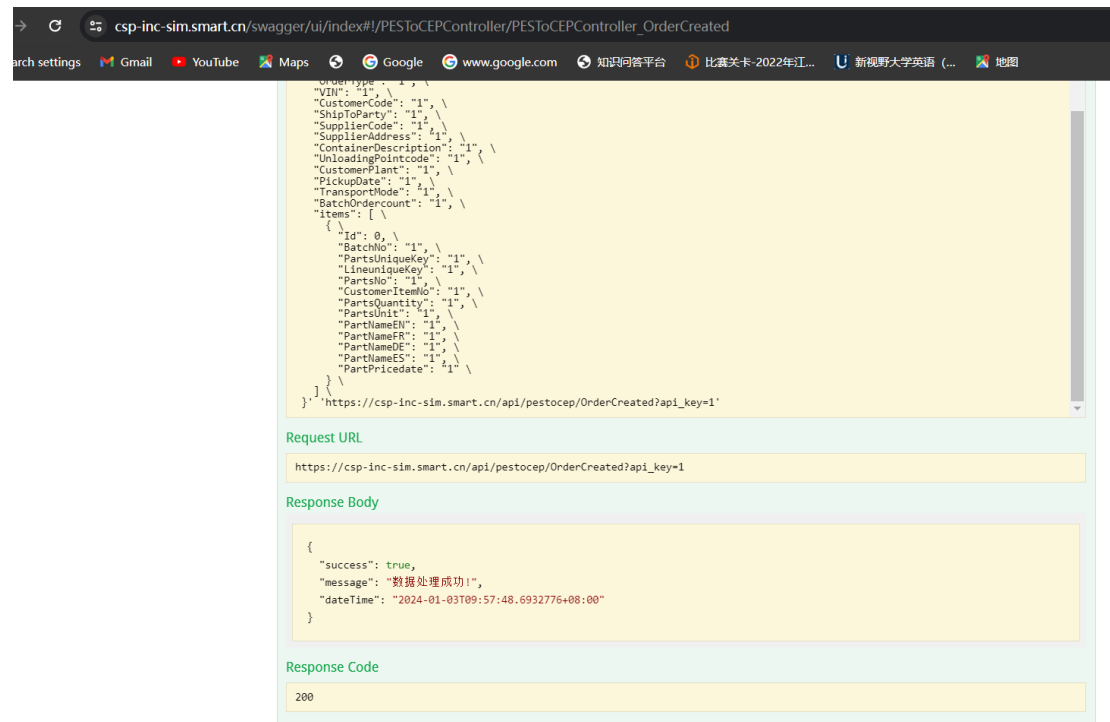 csp-inc-sim.smart.cn/swagger/ui/index#!/PESToCEPController/PESToCEPController_OrderCreated
arch settings Gmail YouTube Maps Google www.google.com 知识问答平台 比赛关卡-2022年江... 新视野大学英语 (... 地图
"OrderType": "1", \
"VIN": "1", \
"CustomerCode": "1", \
"ShipToParty": "1", \
"SupplierCode": "1", \
"SupplierAddress": "1", \
"ContainerDescription": "1", \
"UnloadingPointcode": "1", \
"CustomerPlant": "1", \
"PickupDate": "1", \
"TransportMode": "1", \
"BatchOrdercount": "1", \
"items": [ \
{ \
"Id": 0, \
"BatchNo": "1", \
"PartsUniqueKey": "1", \
"LineuniqueKey": "1", \
"PartsNo": "1", \
"CustomerItemNo": "1", \
"PartsQuantity": "1", \
"PartsUnit": "1", \
"PartNameEN": "1", \
"PartNameFR": "1", \
"PartNameDE": "1", \
"PartNameES": "1", \
"PartPricedate": "1" \
} \
] \
}' 'https://csp-inc-sim.smart.cn/api/pestocep/OrderCreated?api_key=1'
Request URL
https://csp-inc-sim.smart.cn/api/pestocep/OrderCreated?api_key=1
Response Body
{
"success": true,
"message": "数据处理成功!",
"dateTime": "2024-01-03T09:57:48.6932776+08:00"
}
Response Code
200